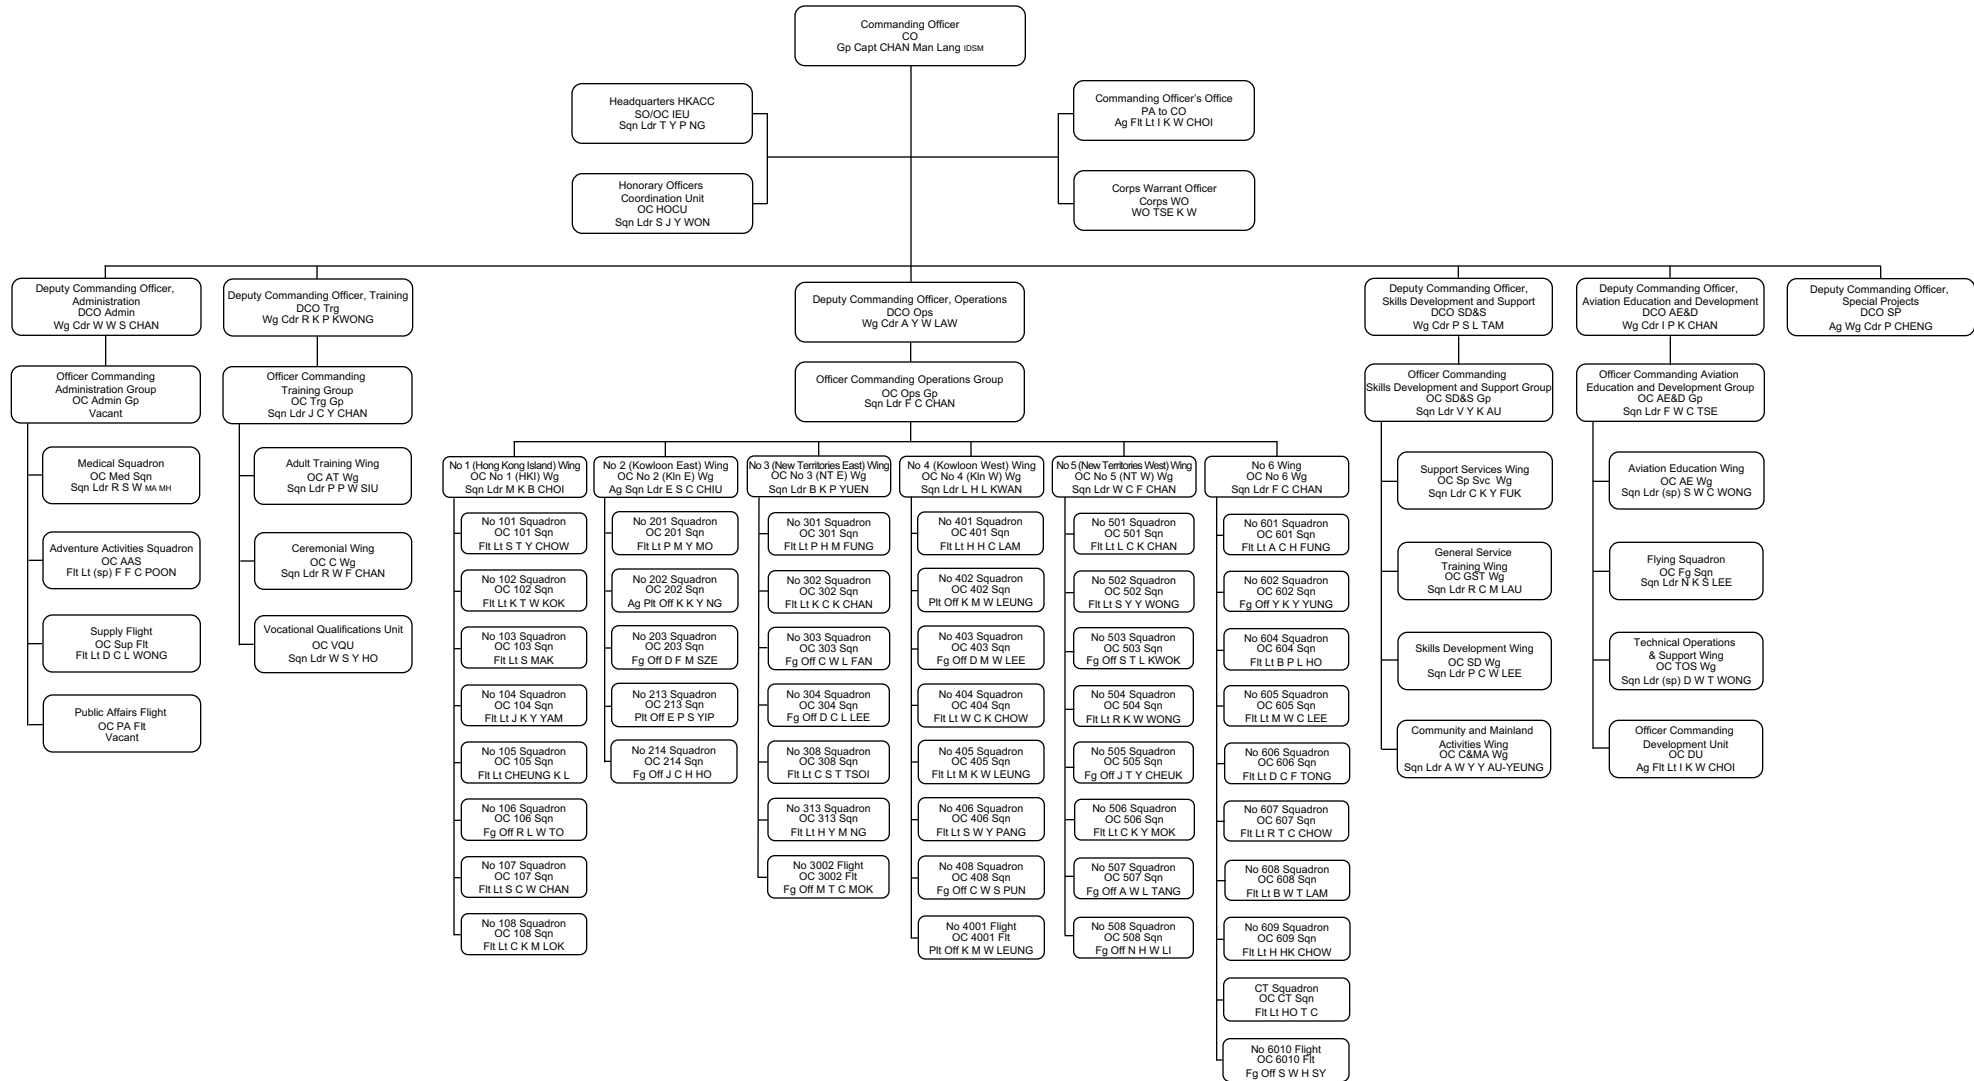 Commanding Officer
CO
Gp Capt CHAN Man Lang IDSM
Headquarters HKACC
SO/OC IEU
Sqn Ldr T Y P NG
Commanding Officer's Office
PA to CO
Ag Flt Lt I K W CHOI
Honorary Officers
Coordination Unit
OC HOCU
Sqn Ldr S J Y WON
Corps Warrant Officer
Corps WO
WO TSE K W
Deputy Commanding Officer,
Administration
DCO Admin
Wg Cdr W W S CHAN
Deputy Commanding Officer, Training
DCO Trg
Wg Cdr R K P KWONG
Deputy Commanding Officer, Operations
DCO Ops
Wg Cdr A Y W LAW
Deputy Commanding Officer,
Skills Development and Support
DCO SD&S
Wg Cdr P S L TAM
Deputy Commanding Officer,
Aviation Education and Development
DCO AE&D
Wg Cdr I P K CHAN
Deputy Commanding Officer,
Special Projects
DCO SP
Ag Wg Cdr P CHENG
Officer Commanding
Administration Group
OC Admin Gp
Vacant
Officer Commanding
Training Group
OC Trg Gp
Sqn Ldr J C Y CHAN
Officer Commanding Operations Group
OC Ops Gp
Sqn Ldr F C CHAN
Officer Commanding
Skills Development and Support Group
OC SD&S Gp
Sqn Ldr V Y K AU
Officer Commanding Aviation
Education and Development Group
OC AE&D Gp
Sqn Ldr F W C TSE
Medical Squadron
OC Med Sqn
Sqn Ldr R S W MA MH
Adventure Activities Squadron
OC AAS
Flt Lt (sp) F F C POON
Supply Flight
OC Sup Flt
Flt Lt D C L WONG
Public Affairs Flight
OC PA Flt
Vacant
Adult Training Wing
OC AT Wg
Sqn Ldr P P W SIU
Ceremonial Wing
OC C Wg
Sqn Ldr R W F CHAN
Vocational Qualifications Unit
OC VQU
Sqn Ldr W S Y HO
No 1 (Hong Kong Island) Wing
OC No 1 (HKI) Wg
Sqn Ldr M K B CHOI
No 101 Squadron
OC 101 Sqn
Flt Lt S T Y CHOW
No 102 Squadron
OC 102 Sqn
Flt Lt K T W KOK
No 103 Squadron
OC 103 Sqn
Flt Lt S MAK
No 104 Squadron
OC 104 Sqn
Flt Lt J K Y YAM
No 105 Squadron
OC 105 Sqn
Flt Lt CHEUNG K L
No 106 Squadron
OC 106 Sqn
Fg Off R L W TO
No 107 Squadron
OC 107 Sqn
Flt Lt S C W CHAN
No 108 Squadron
OC 108 Sqn
Flt Lt C K M LOK
No 2 (Kowloon East) Wing
OC No 2 (Kln E) Wg
Ag Sqn Ldr E S C CHIU
No 201 Squadron
OC 201 Sqn
Flt Lt P M Y MO
No 202 Squadron
OC 202 Sqn
Ag Plt Off K K Y NG
No 203 Squadron
OC 203 Sqn
Fg Off D F M SZE
No 213 Squadron
OC 213 Sqn
Plt Off E P S YIP
No 214 Squadron
OC 214 Sqn
Fg Off J C H HO
No 3 (New Territories East) Wing
OC No 3 (NT E) Wg
Sqn Ldr B K P YUEN
No 301 Squadron
OC 301 Sqn
Flt Lt P H M FUNG
No 302 Squadron
OC 302 Sqn
Flt Lt K C K CHAN
No 303 Squadron
OC 303 Sqn
Fg Off C W L FAN
No 304 Squadron
OC 304 Sqn
Fg Off D C L LEE
No 308 Squadron
OC 308 Sqn
Flt Lt C S T TSOI
No 313 Squadron
OC 313 Sqn
Flt Lt H Y M NG
No 3002 Flight
OC 3002 Flt
Fg Off M T C MOK
No 4 (Kowloon West) Wing
OC No 4 (Kln W) Wg
Sqn Ldr L H L KWAN
No 401 Squadron
OC 401 Sqn
Flt Lt H H C LAM
No 402 Squadron
OC 402 Sqn
Plt Off K M W LEUNG
No 403 Squadron
OC 403 Sqn
Fg Off D M W LEE
No 404 Squadron
OC 404 Sqn
Flt Lt W C K CHOW
No 405 Squadron
OC 405 Sqn
Flt Lt M K W LEUNG
No 406 Squadron
OC 406 Sqn
Flt Lt S W Y PANG
No 408 Squadron
OC 408 Sqn
Fg Off C W S PUN
No 4001 Flight
OC 4001 Flt
Plt Off K M W LEUNG
No 5 (New Territories West) Wing
OC No 5 (NT W) Wg
Sqn Ldr W C F CHAN
No 501 Squadron
OC 501 Sqn
Flt Lt L C K CHAN
No 502 Squadron
OC 502 Sqn
Flt Lt S Y Y WONG
No 503 Squadron
OC 503 Sqn
Fg Off S T L KWOK
No 504 Squadron
OC 504 Sqn
Flt Lt R K W WONG
No 505 Squadron
OC 505 Sqn
Fg Off J T Y CHEUK
No 506 Squadron
OC 506 Sqn
Flt Lt C K Y MOK
No 507 Squadron
OC 507 Sqn
Fg Off A W L TANG
No 508 Squadron
OC 508 Sqn
Fg Off N H W LI
No 6 Wing
OC No 6 Wg
Sqn Ldr F C CHAN
No 601 Squadron
OC 601 Sqn
Flt Lt A C H FUNG
No 602 Squadron
OC 602 Sqn
Fg Off Y K Y YUNG
No 604 Squadron
OC 604 Sqn
Flt Lt B P L HO
No 605 Squadron
OC 605 Sqn
Flt Lt M W C LEE
No 606 Squadron
OC 606 Sqn
Flt Lt D C F TONG
No 607 Squadron
OC 607 Sqn
Flt Lt R T C CHOW
No 608 Squadron
OC 608 Sqn
Flt Lt B W T LAM
No 609 Squadron
OC 609 Sqn
Flt Lt H HK CHOW
CT Squadron
OC CT Sqn
Flt Lt HO T C
No 6010 Flight
OC 6010 Flt
Fg Off S W H SY
Support Services Wing
OC Sp Svc Wg
Sqn Ldr C K Y FUK
General Service
Training Wing
OC GST Wg
Sqn Ldr R C M LAU
Skills Development Wing
OC SD Wg
Sqn Ldr P C W LEE
Community and Mainland
Activities Wing
OC C&MA Wg
Sqn Ldr A W Y Y AU-YEUNG
Aviation Education Wing
OC AE Wg
Sqn Ldr (sp) S W C WONG
Flying Squadron
OC Fg Sqn
Sqn Ldr N K S LEE
Technical Operations
& Support Wing
OC TOS Wg
Sqn Ldr (sp) D W T WONG
Officer Commanding
Development Unit
OC DU
Ag Flt Lt I K W CHOI